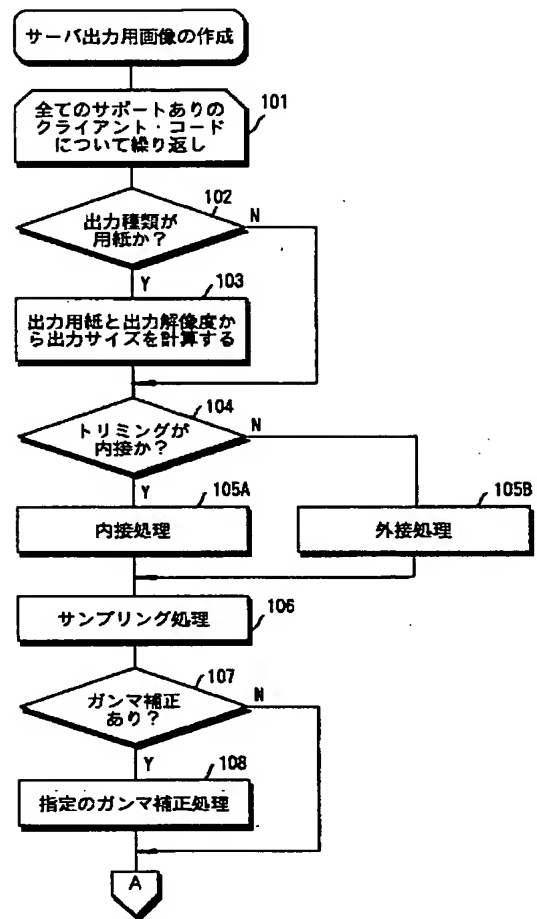 サーバ出力用画像の作成
全てのサポートありの
クライアント・コード
について繰り返し
101
出力種類が
用紙か？
102
N
Y
103
出力用紙と出力解像度か
ら出力サイズを計算する
104
トリミングが
内接か？
N
Y
105A
内接処理
105B
外接処理
サンプリング処理
106
107
ガンマ補正
あり？
N
Y
108
指定のガンマ補正処理
A